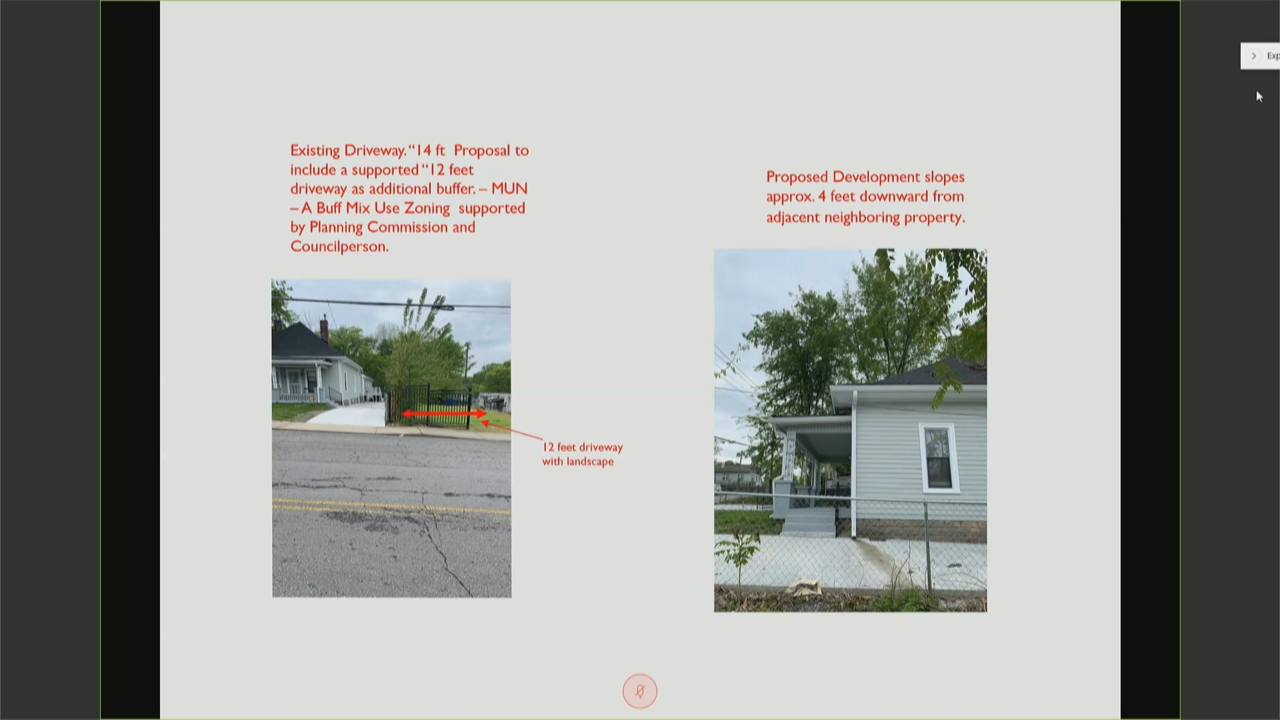 Existing Driveway. "14 ft Proposal to
include a supported "12 feet
driveway as additional buffer. – MUN
– A Buff Mix Use Zoning supported
by Planning Commission and
Councilperson.
Proposed Development slopes
approx. 4 feet downward from
adjacent neighboring property.
12 feet driveway
with landscape
Exp